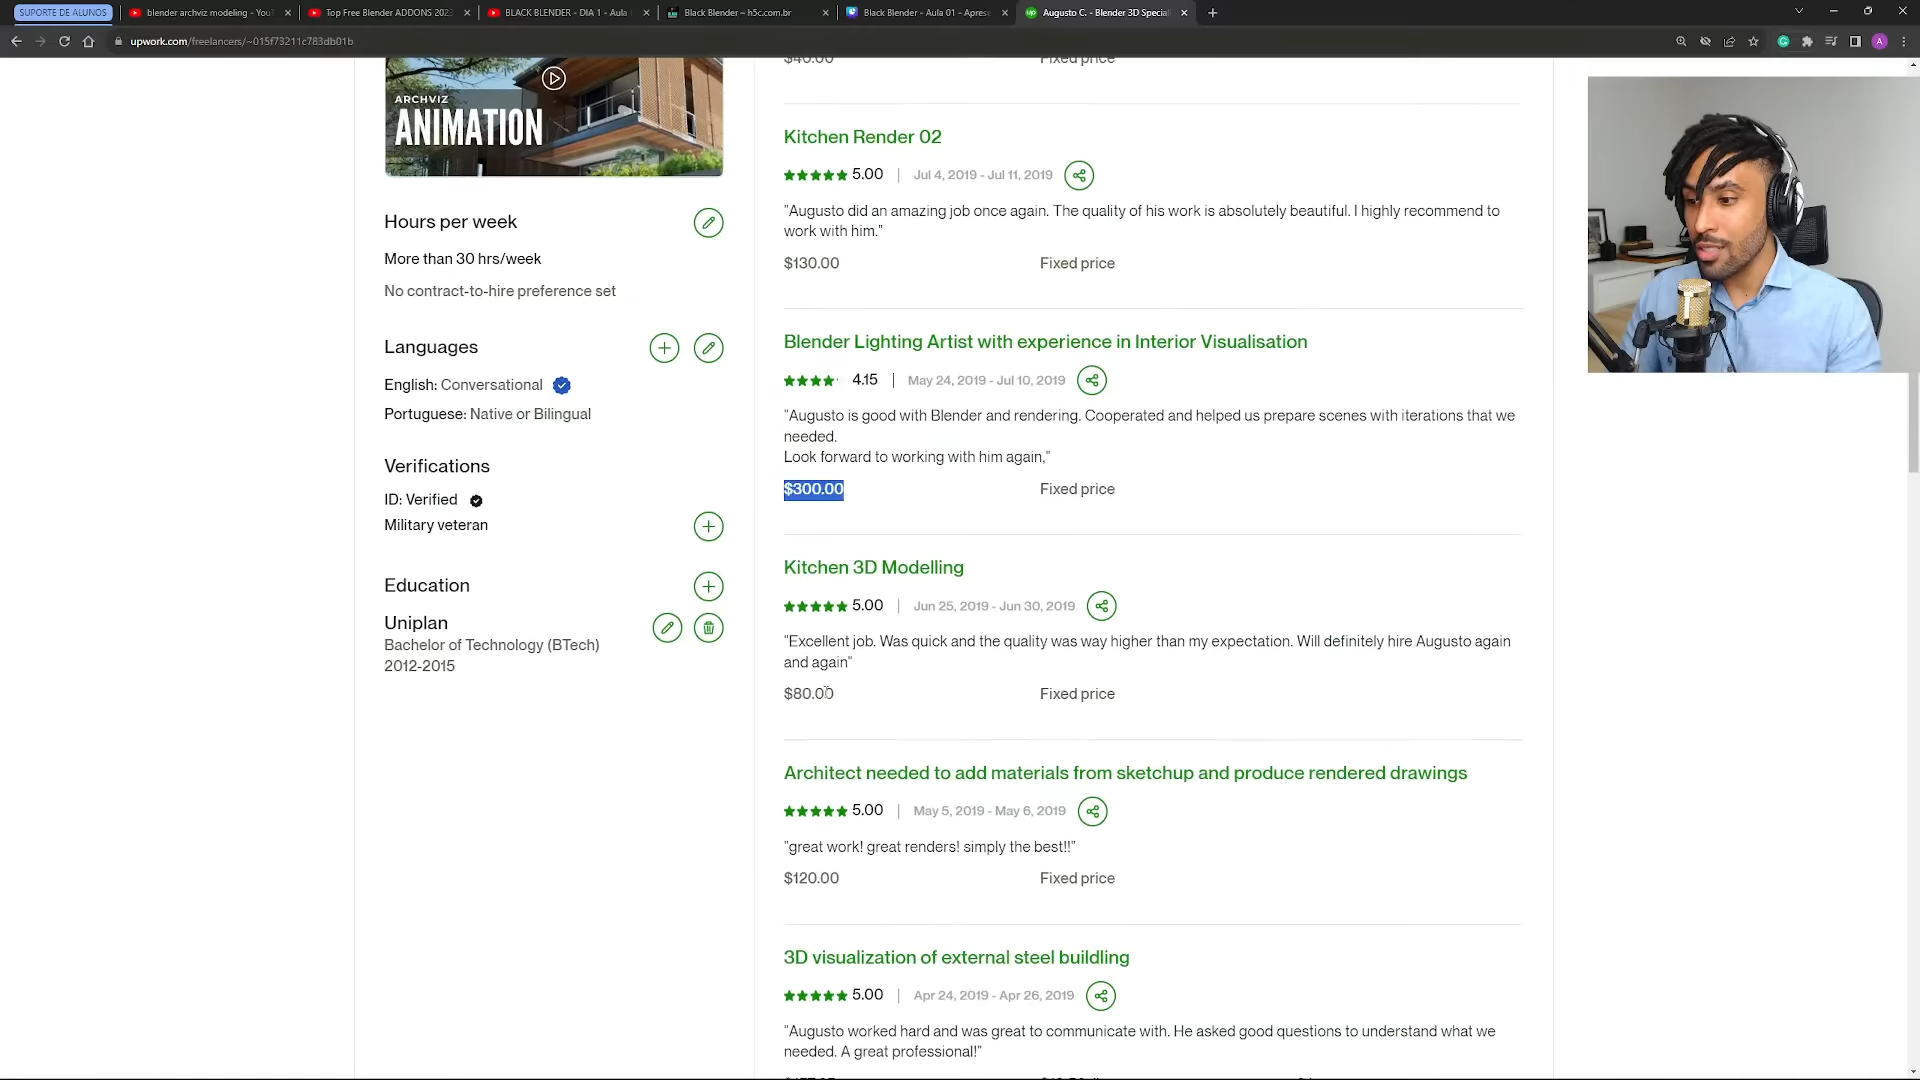 SUPORTE DE ALUNOS
blender archviz modeling - You
Top Free Blender ADDONS 2023
BLACK BLENDER - DIA 1 - Aula
Black Blender – h5c.com.br
Black Blender - Aula 01 - Aprese
Augusto C. - Blender 3D Speciali
upwork.com/freelancers/~015f73211c783db01b
ARCHVIZ
ANIMATION
Hours per week
More than 30 hrs/week
No contract-to-hire preference set
Languages
English: Conversational
Portuguese: Native or Bilingual
Verifications
ID: Verified
Military veteran
Education
Uniplan
Bachelor of Technology (BTech)
2012-2015
$40.00 Fixed price
Kitchen Render 02
5.00 | Jul 4, 2019 - Jul 11, 2019
"Augusto did an amazing job once again. The quality of his work is absolutely beautiful. I highly recommend to
work with him."
$130.00 Fixed price
Blender Lighting Artist with experience in Interior Visualisation
4.15 | May 24, 2019 - Jul 10, 2019
"Augusto is good with Blender and rendering. Cooperated and helped us prepare scenes with iterations that we
needed.
Look forward to working with him again,"
$300.00 Fixed price
Kitchen 3D Modelling
5.00 | Jun 25, 2019 - Jun 30, 2019
"Excellent job. Was quick and the quality was way higher than my expectation. Will definitely hire Augusto again
and again"
$80.00 Fixed price
Architect needed to add materials from sketchup and produce rendered drawings
5.00 | May 5, 2019 - May 6, 2019
"great work! great renders! simply the best!!"
$120.00 Fixed price
3D visualization of external steel buildling
5.00 | Apr 24, 2019 - Apr 26, 2019
"Augusto worked hard and was great to communicate with. He asked good questions to understand what we
needed. A great professional!"